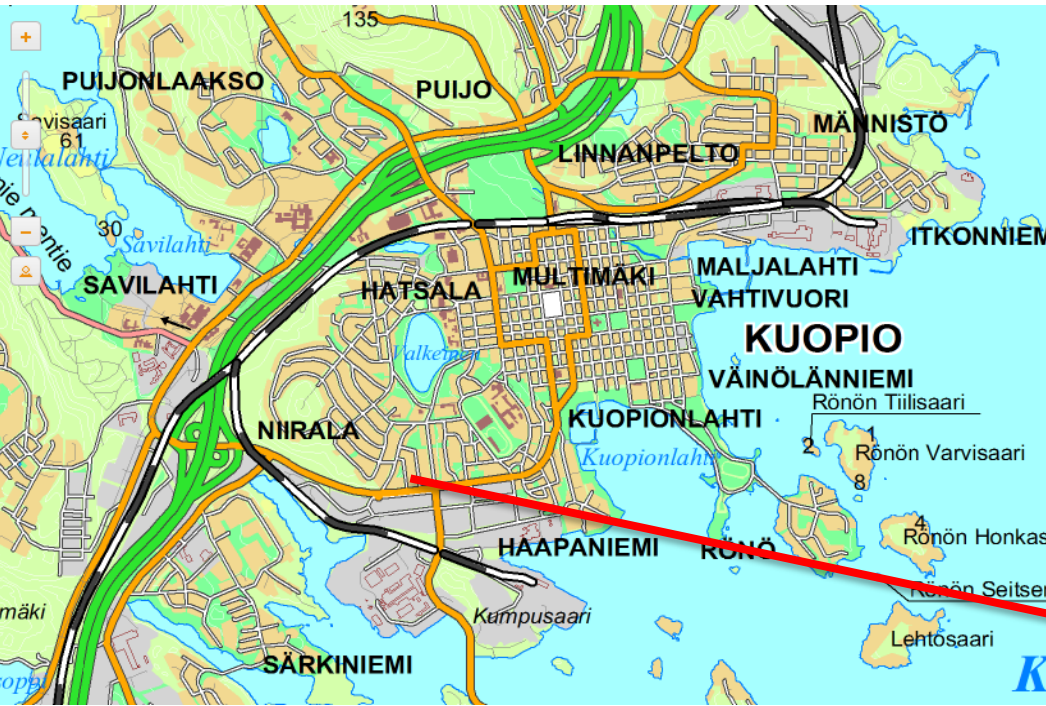 135
PUIJONLAAKSO
PUIJO
Savisaari
61
MÄNNISTÖ
LINNANPELTO
Neulalahti
30
Savilahti
ITKONNIEM
SAVILAHTI
HATSALA
MULTIMÄKI
MALJALAHTI
VAHTIVUORI
KUOPIO
Valkeinen
VÄINÖLÄNNIEMI
Rönön Tiilisaari
KUOPIONLAHTI
NIIRALA
1
2
Rönön Varvisaari
Kuopionlahti
8
4
Rönön Honkas
HAAPANIEMI
RÖNÖ
Rönön Seitsen
mäki
Kumpusaari
Lehtosaari
SÄRKINIEMI
K